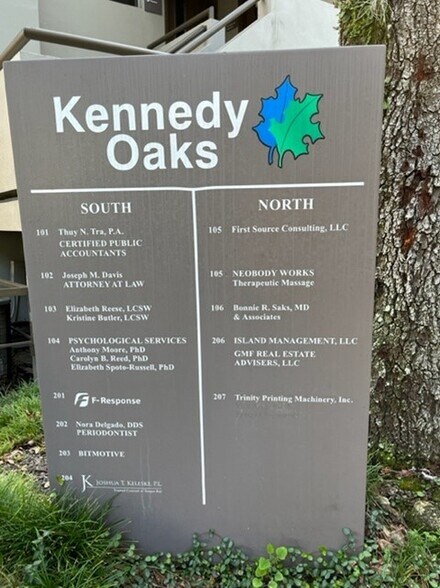 Kennedy
Oaks
SOUTH
101 Thuy N. Tra, P.A.
CERTIFIED PUBLIC
ACCOUNTANTS
102 Joseph M. Davis
ATTORNEY AT LAW
103 Elizabeth Reese, LCSW
Kristine Butler, LCSW
104 PSYCHOLOGICAL SERVICES
Anthony Moore, PhD
Carolyn B. Reed, PhD
Elizabeth Spoto-Russell, PhD
201 F-Response
202 Nora Delgado, DDS
PERIODONTIST
203 BITMOTIVE
204 JK JOSHUA T. KELESKE, P.L.
NORTH
105 First Source Consulting, LLC
105 NEOBODY WORKS
Therapeutic Massage
106 Bonnie R. Saks, MD
& Associates
206 ISLAND MANAGEMENT, LLC
GMF REAL ESTATE
ADVISERS, LLC
207 Trinity Printing Machinery, Inc.